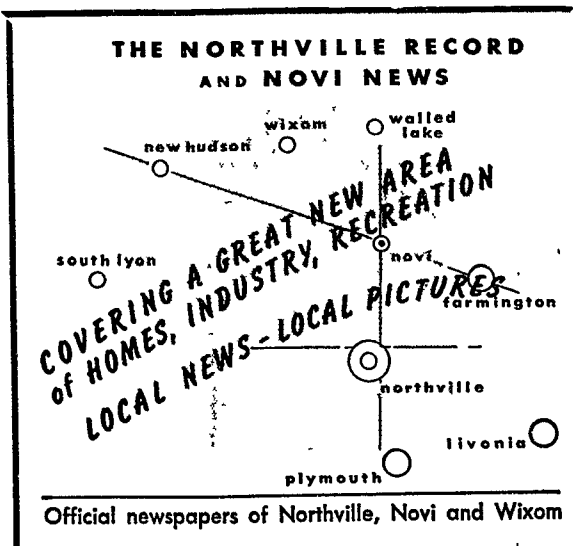 THE NORTHVILLE RECORD
AND NOVI NEWS
wixom
walled
lake
new hudson
COVERING A GREAT NEW AREA
of HOMES, INDUSTRY, RECREATION
LOCAL NEWS - LOCAL PICTURES
south lyon
novi
farmington
northville
livonia
plymouth
Official newspapers of Northville, Novi and Wixom